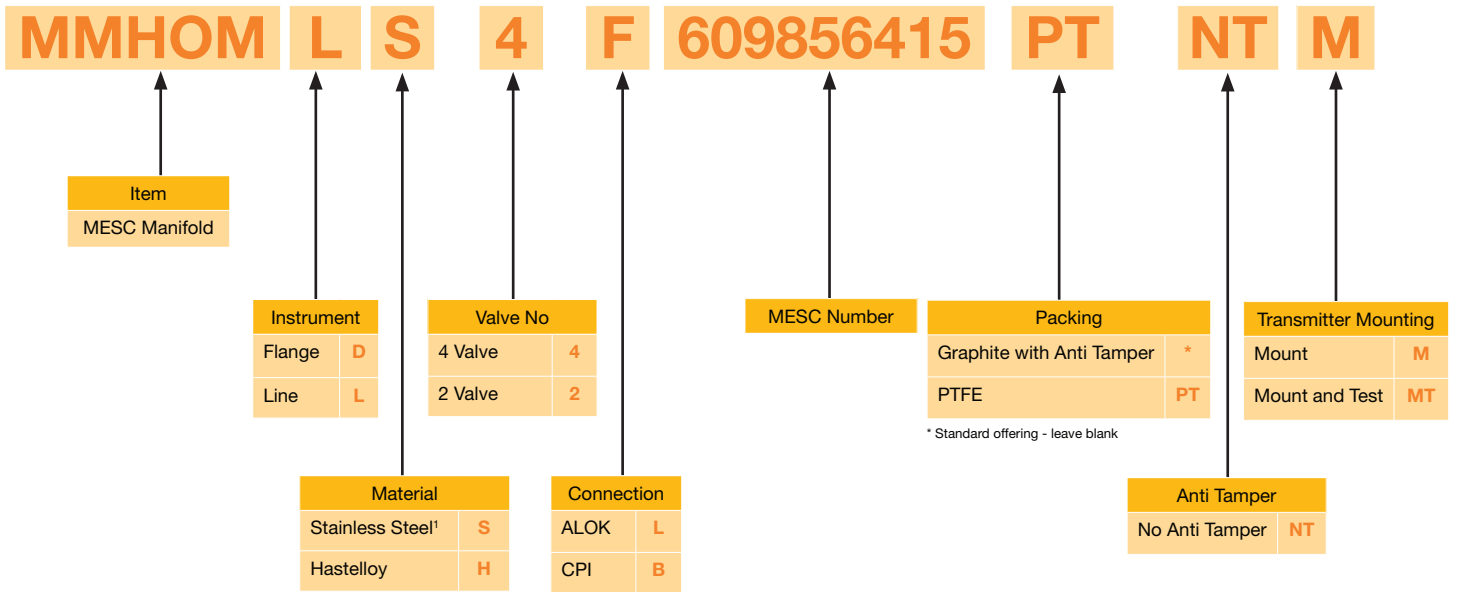 MMHOM L S 4 F 609856415 PT NT M
Item
MESC Manifold
Instrument
Flange D
Line L
Valve No
4 Valve 4
2 Valve 2
MESC Number
Packing
Graphite with Anti Tamper *
PTFE PT
* Standard offering - leave blank
Transmitter Mounting
Mount M
Mount and Test MT
Material
Stainless Steel¹ S
Hastelloy H
Connection
ALOK L
CPI B
Anti Tamper
No Anti Tamper NT